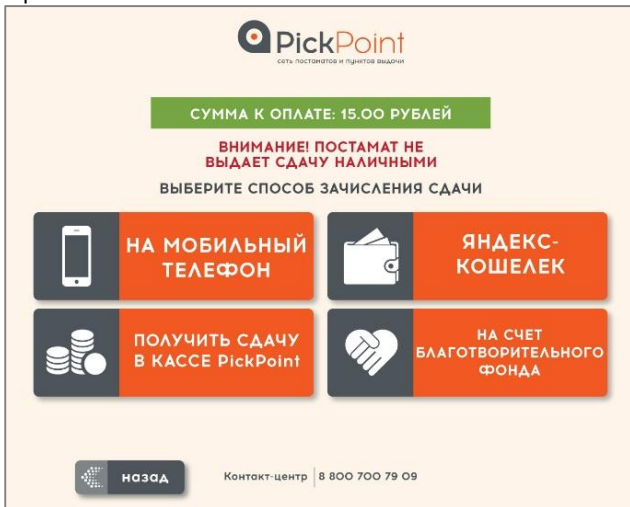 PickPoint
сеть постаматов и пунктов выдачи
СУММА К ОПЛАТЕ: 15.00 РУБЛЕЙ
ВНИМАНИЕ! ПОСТАМАТ НЕ
ВЫДАЕТ СДАЧУ НАЛИЧНЫМИ
ВЫБЕРИТЕ СПОСОБ ЗАЧИСЛЕНИЯ СДАЧИ
НА МОБИЛЬНЫЙ
ТЕЛЕФОН
ЯНДЕКС-
КОШЕЛЕК
ПОЛУЧИТЬ СДАЧУ
В КАССЕ PickPoint
НА СЧЕТ
БЛАГОТВОРИТЕЛЬНОГО
ФОНДА
НАЗАД
Контакт-центр 8 800 700 79 09